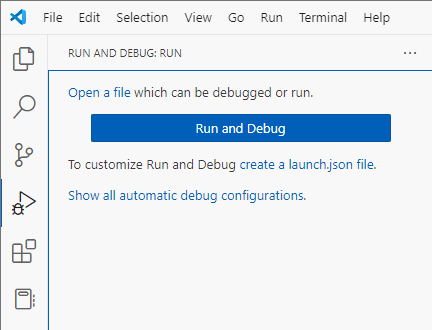 File Edit Selection View Go Run Terminal Help
RUN AND DEBUG: RUN ···
Open a file which can be debugged or run.
Run and Debug
To customize Run and Debug create a launch.json file.
Show all automatic debug configurations.